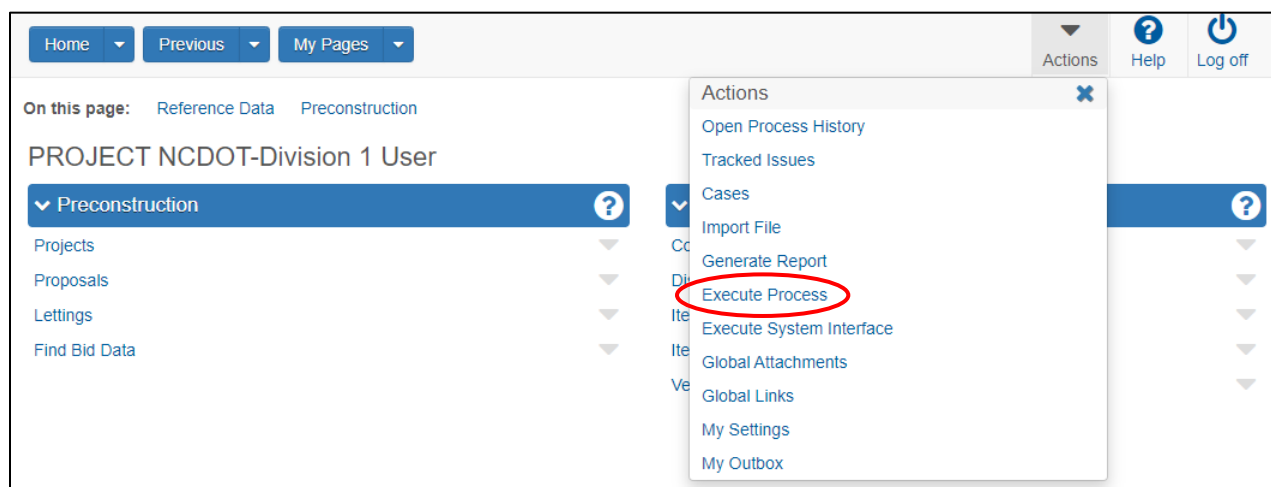 Home Previous My Pages
Actions Help Log off
On this page: Reference Data Preconstruction
PROJECT NCDOT-Division 1 User
Preconstruction
Projects
Proposals
Lettings
Find Bid Data
Actions
Open Process History
Tracked Issues
Cases
Import File
Generate Report
Execute Process
Execute System Interface
Global Attachments
Global Links
My Settings
My Outbox